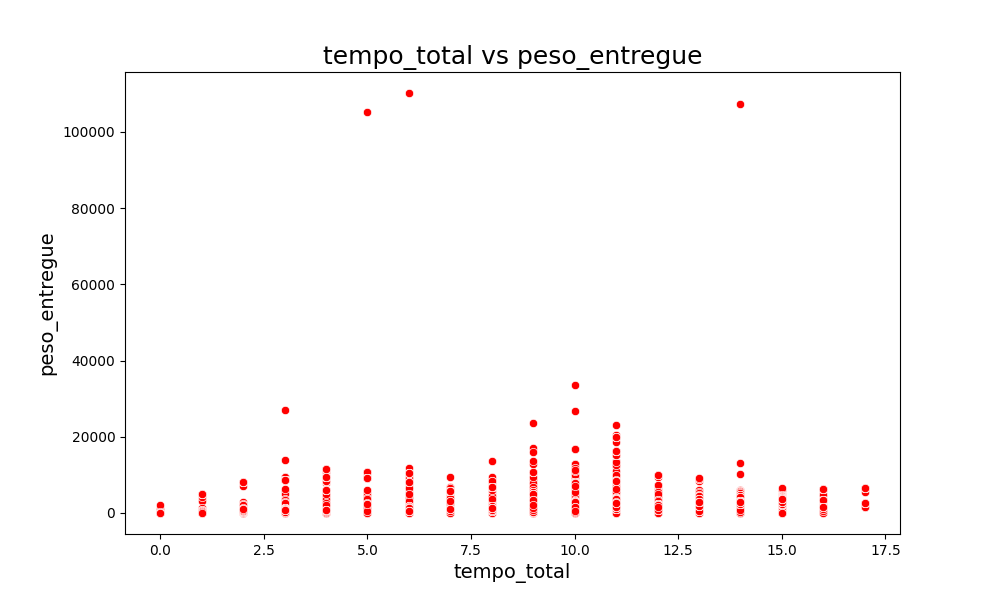 tempo_total vs peso_entregue
100000
80000
60000
40000
20000
0
peso_entregue
0.0 2.5 5.0 7.5 10.0 12.5 15.0 17.5
tempo_total